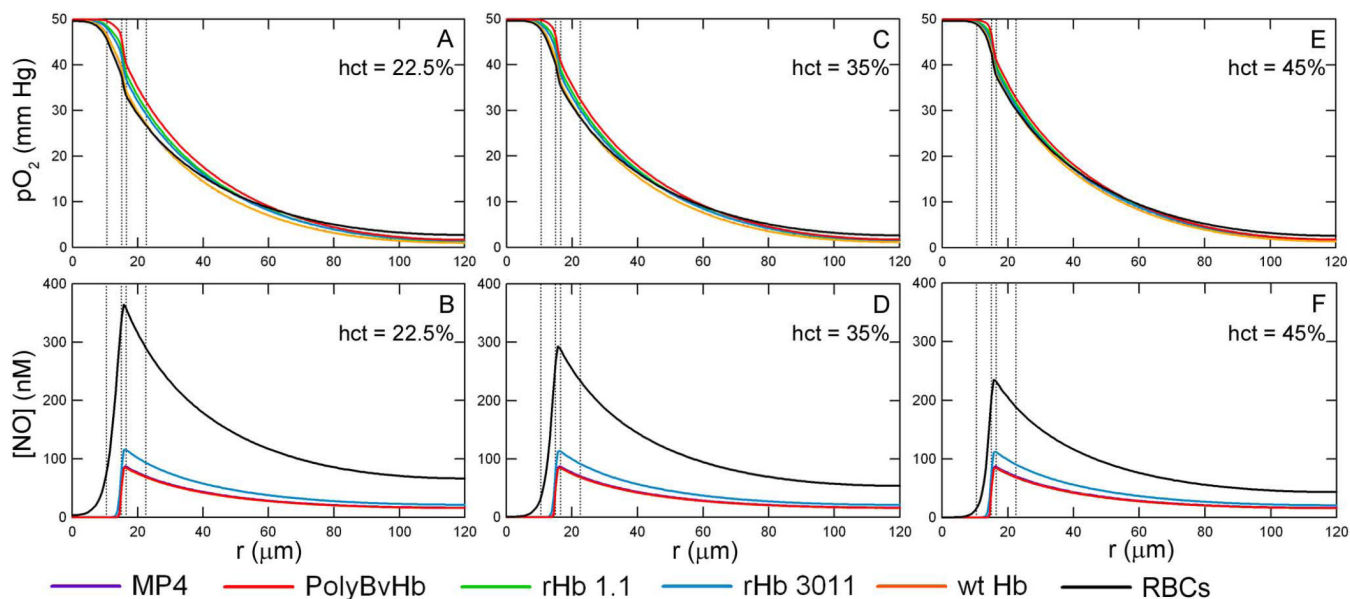 50 A 50 C 50 E
hct = 22.5% hct = 35% hct = 45%
40 40 40
30 30 30
20 20 20
10 10 10
0 0 0
0 20 40 60 80 100 120 0 20 40 60 80 100 120 0 20 40 60 80 100 120
pO2 (mm Hg)
400 B D F
hct = 22.5% hct = 35% hct = 45%
300 300 300
200 200 200
100 100 100
0 0 0
0 20 40 60 80 100 120 0 20 40 60 80 100 120 0 20 40 60 80 100 120
[NO] (nM)
r (μm) r (μm) r (μm)
MP4 PolyBvHb rHb 1.1 rHb 3011 wt Hb RBCs